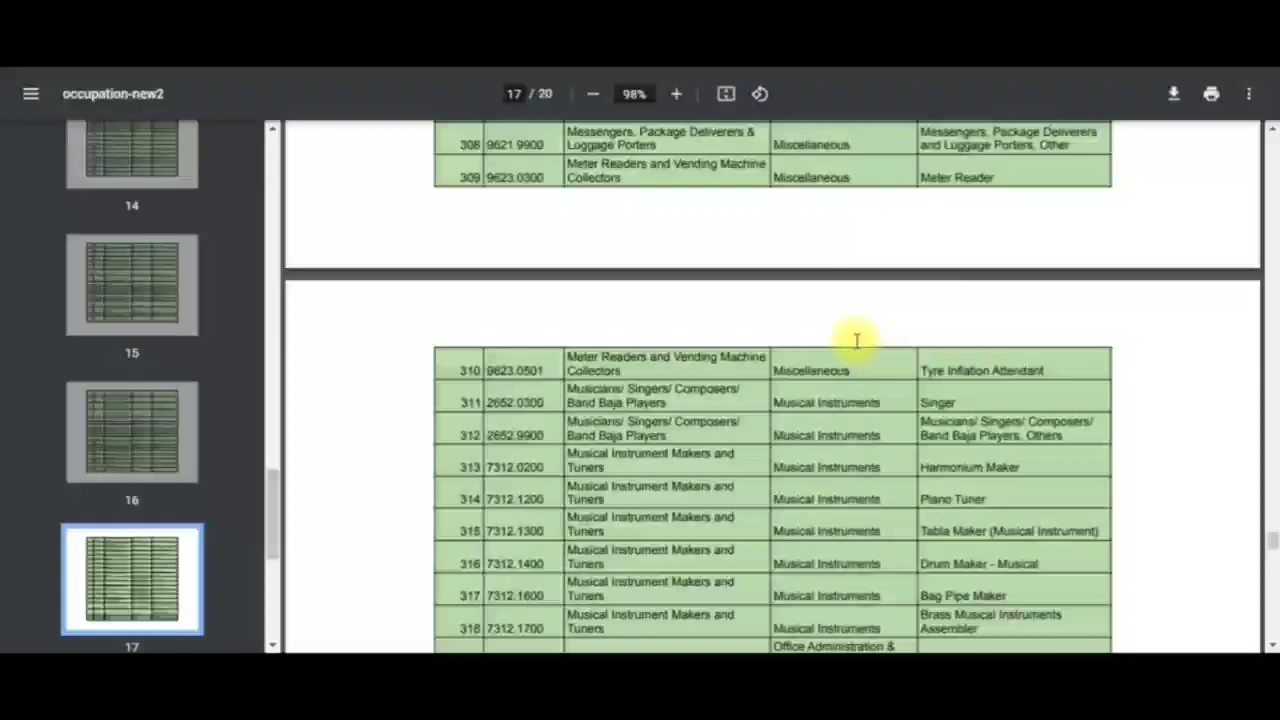 occupation-new2
17 / 20
98%
14
15
16
17
308 9621.9900 Messengers, Package Deliverers & Luggage Porters Miscellaneous Messengers, Package Deliverers and Luggage Porters, Other
309 9623.0300 Meter Readers and Vending Machine Collectors Miscellaneous Meter Reader
310 9623.0501 Meter Readers and Vending Machine Collectors Miscellaneous Tyre Inflation Attendant
311 2652.0300 Musicians/ Singers/ Composers/ Band Baja Players Musical Instruments Singer
312 2652.9900 Musicians/ Singers/ Composers/ Band Baja Players Musical Instruments Musicians/ Singers/ Composers/ Band Baja Players, Others
313 7312.0200 Musical Instrument Makers and Tuners Musical Instruments Harmonium Maker
314 7312.1200 Musical Instrument Makers and Tuners Musical Instruments Piano Tuner
315 7312.1300 Musical Instrument Makers and Tuners Musical Instruments Tabla Maker (Musical Instrument)
316 7312.1400 Musical Instrument Makers and Tuners Musical Instruments Drum Maker - Musical
317 7312.1600 Musical Instrument Makers and Tuners Musical Instruments Bag Pipe Maker
318 7312.1700 Musical Instrument Makers and Tuners Musical Instruments Brass Musical Instruments Assembler
Office Administration &